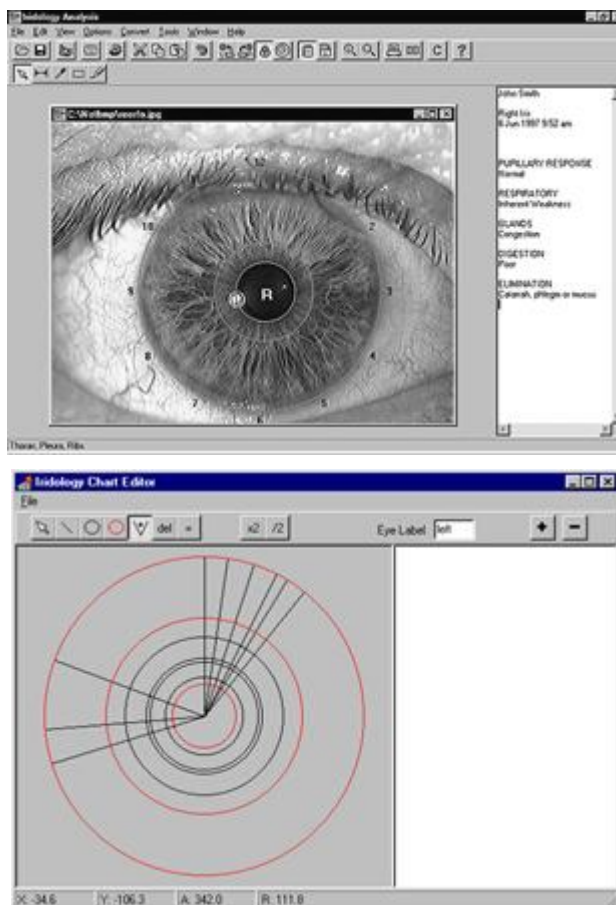 Iridology Analysis
File Edit View Options Convert Tools Window Help
John Smith
Right Iris
6 Jun 1997 9:52 am
PUPILLARY RESPONSE
Normal
RESPIRATORY
Inherent Weakness
GLANDS
Congestion
DIGESTION
Poor
ELIMINATION
Catarrah, phlegm or mucus
12
10
2
9
R
3
8
4
7
5
6
Thorax, Pleura, Ribs
Iridology Chart Editor
File
del
=
x2
/2
Eye Label
left
X: -34.6
Y: -106.3
A: 342.0
R: 111.8